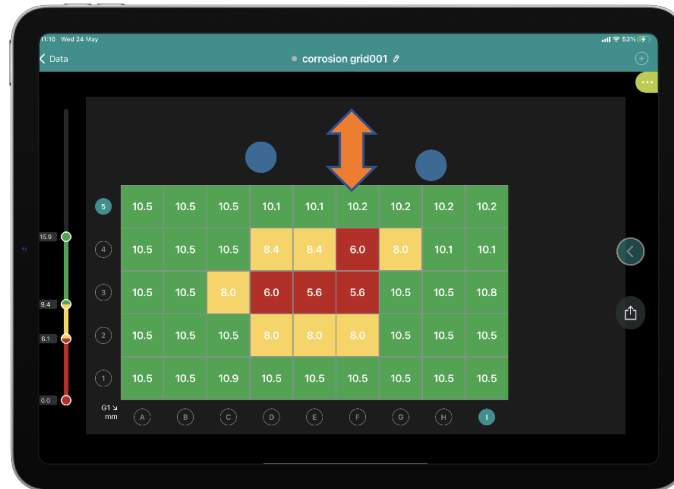 11:10 Wed 24 May
53%
Data
corrosion grid001
5 10.5 10.5 10.5 10.1 10.1 10.2 10.2 10.2 10.2
15.9
4 10.5 10.5 10.5 8.4 8.4 6.0 8.0 10.1 10.1
3 10.5 10.5 8.0 6.0 5.6 5.6 10.5 10.5 10.8
9.4
6.1
2 10.5 10.5 10.5 8.0 8.0 8.0 10.5 10.5 10.5
1 10.5 10.5 10.9 10.5 10.5 10.5 10.5 10.5 10.5
0.0
G1
mm
A B C D E F G H I